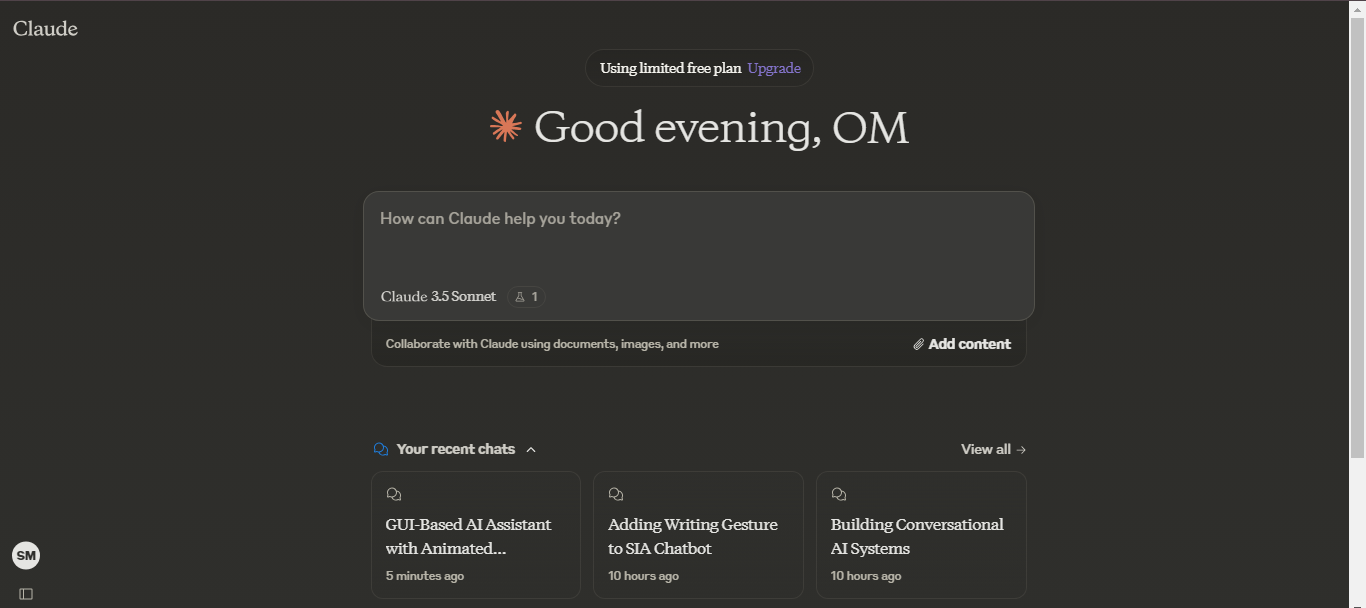 Claude
Using limited free plan Upgrade
Good evening, OM
How can Claude help you today?
Claude 3.5 Sonnet 1
Collaborate with Claude using documents, images, and more Add content
Your recent chats View all →
GUI-Based AI Assistant
with Animated...
5 minutes ago
Adding Writing Gesture
to SIA Chatbot
10 hours ago
Building Conversational
AI Systems
10 hours ago
SM